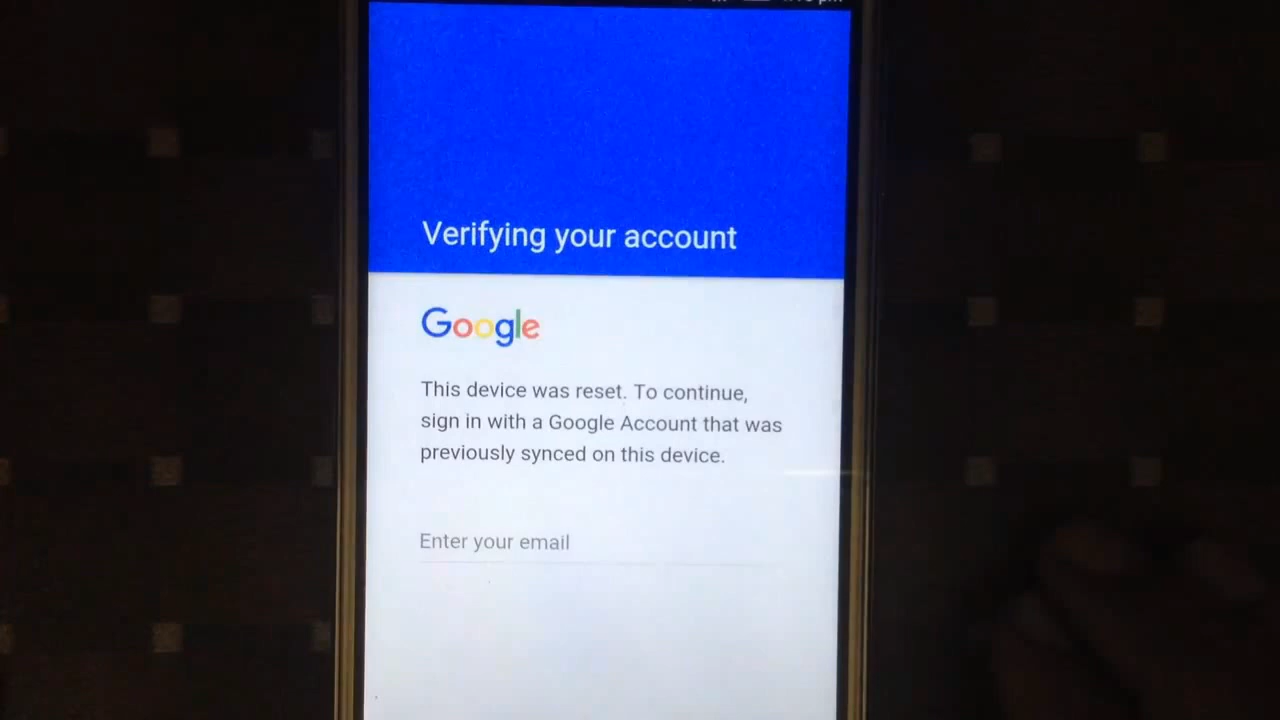 Verifying your account
Google
This device was reset. To continue,
sign in with a Google Account that was
previously synced on this device.
Enter your email